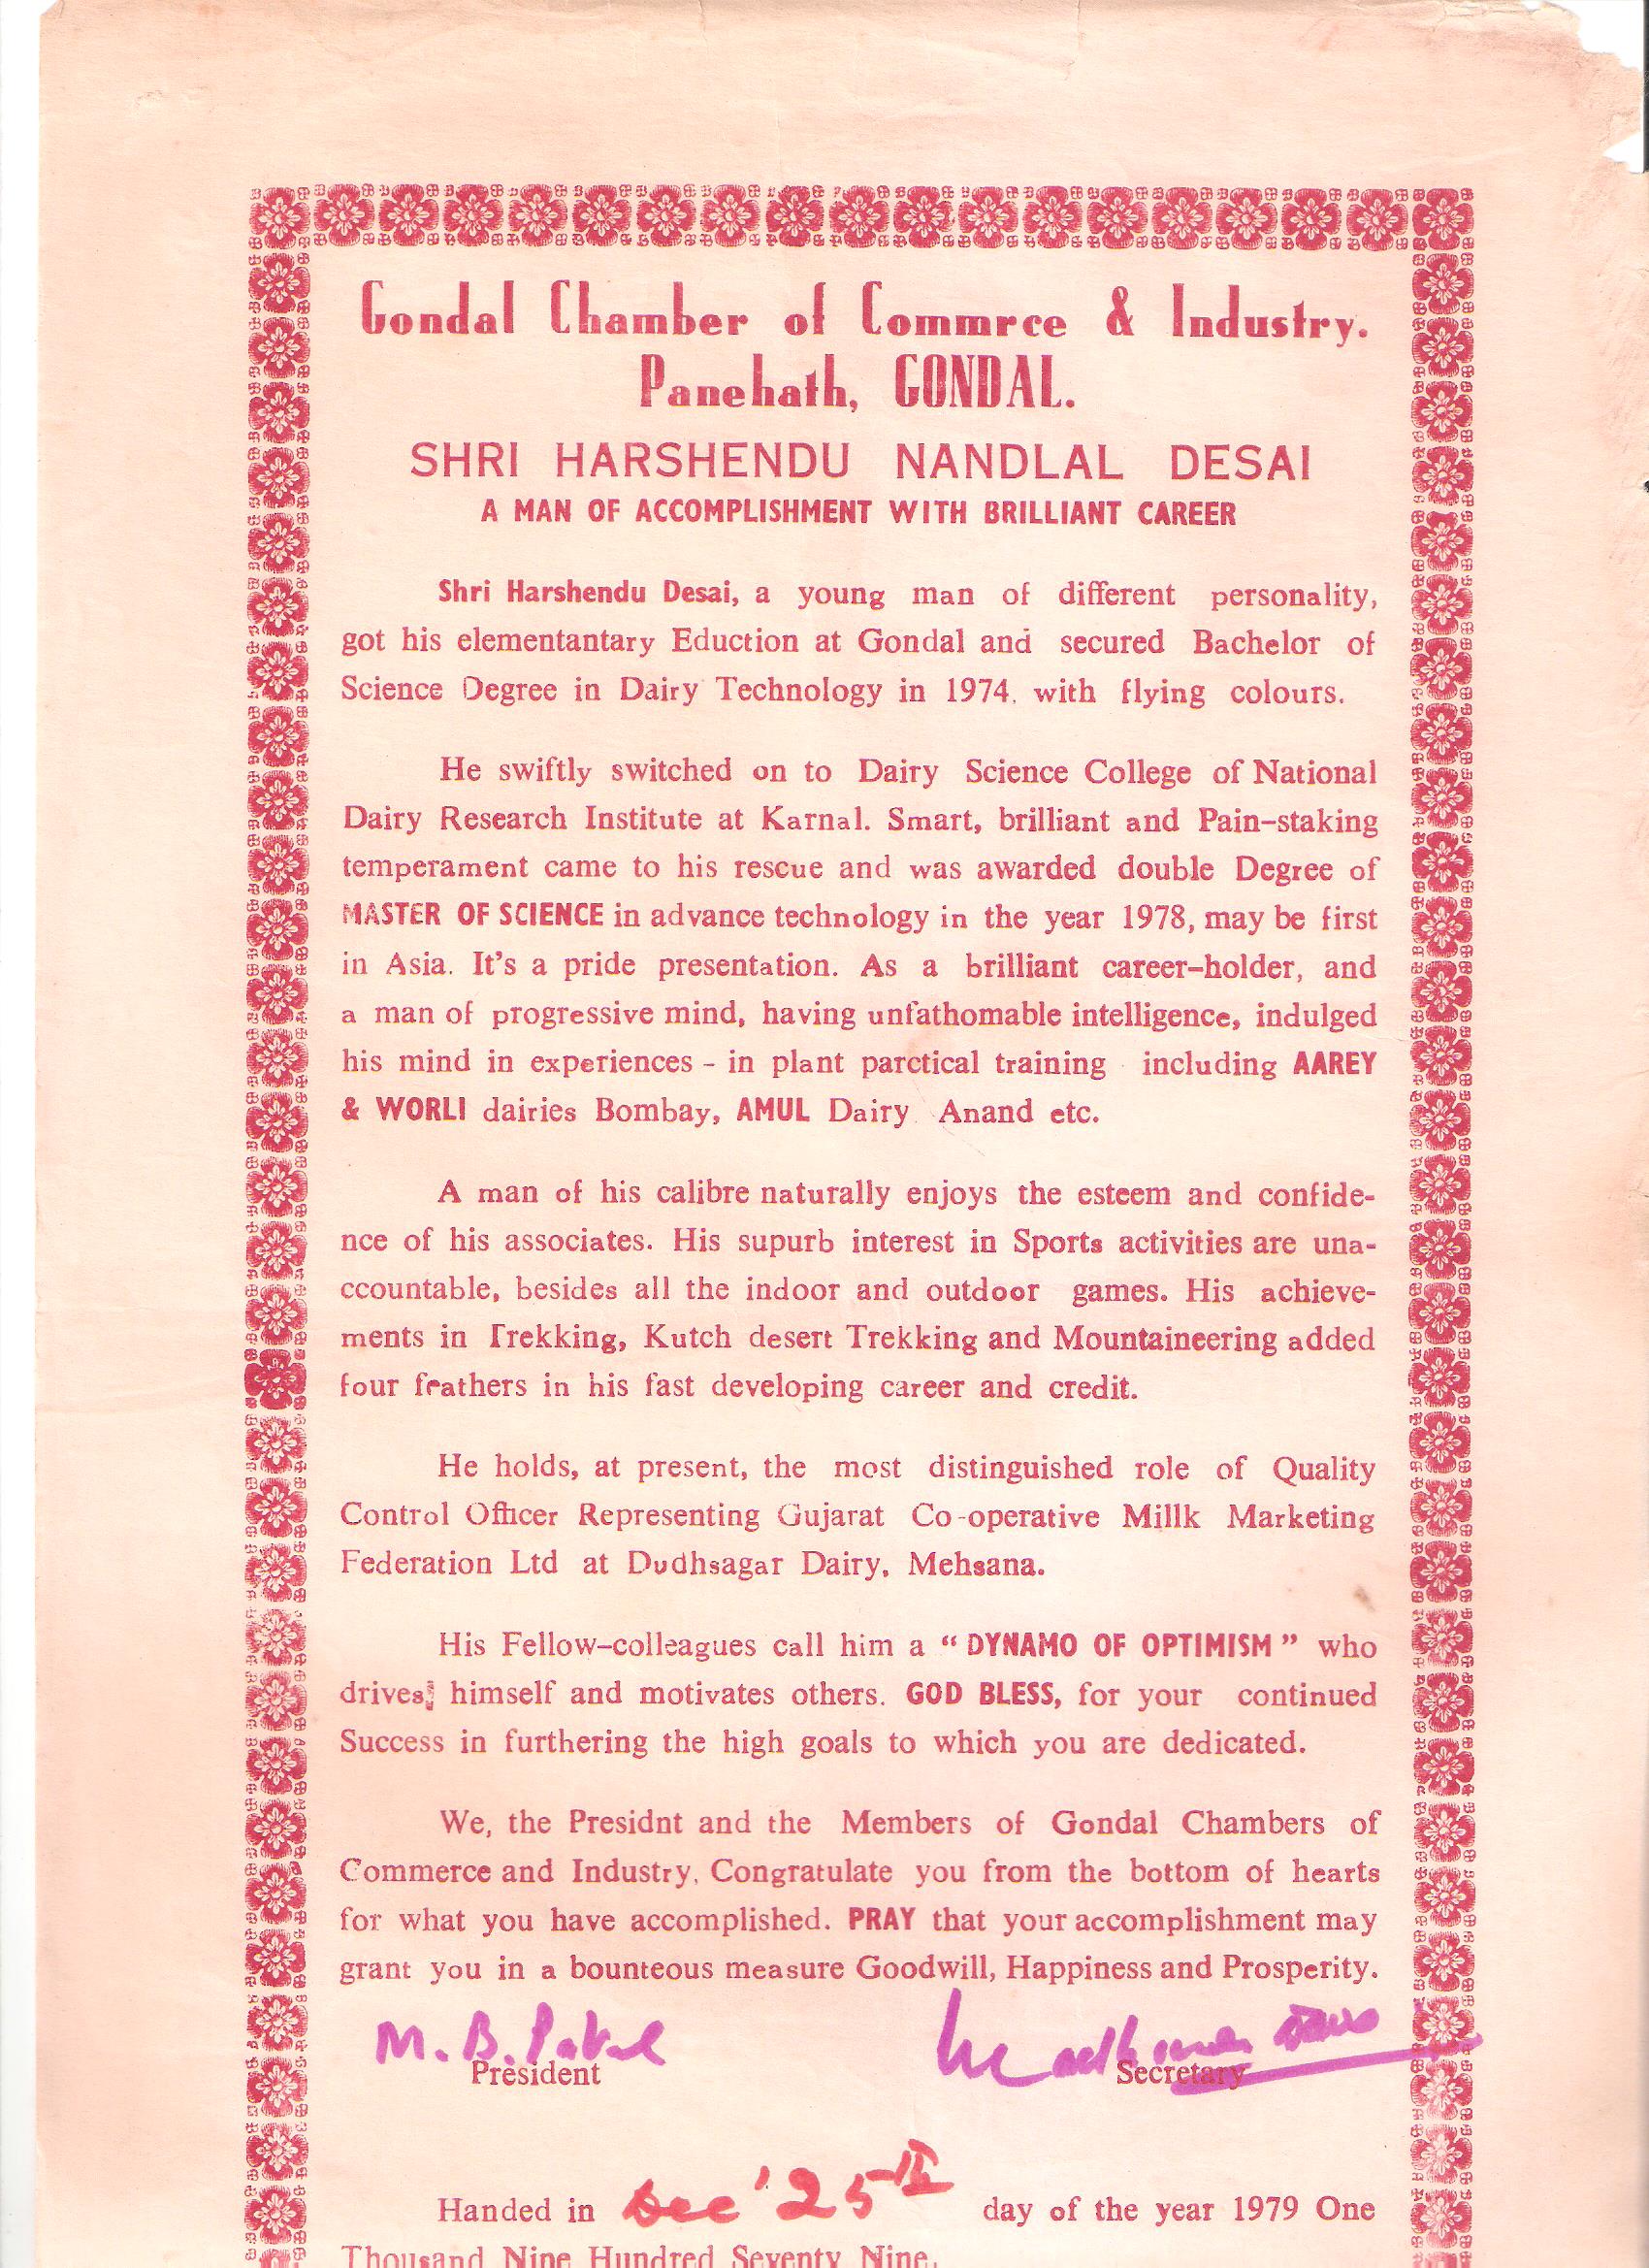 Gondal Chamber of Commrce & Industry.
Panehath, GONDAL.
SHRI HARSHENDU NANDLAL DESAI
A MAN OF ACCOMPLISHMENT WITH BRILLIANT CAREER
Shri Harshendu Desai, a young man of different personality,
got his elementantary Eduction at Gondal and secured Bachelor of
Science Degree in Dairy Technology in 1974. with flying colours.
He swiftly switched on to Dairy Science College of National
Dairy Research Institute at Karnal. Smart, brilliant and Pain-staking
temperament came to his rescue and was awarded double Degree of
MASTER OF SCIENCE in advance technology in the year 1978, may be first
in Asia. It's a pride presentation. As a brilliant career-holder, and
a man of progressive mind, having unfathomable intelligence, indulged
his mind in experiences - in plant parctical training including AAREY
& WORLI dairies Bombay, AMUL Dairy Anand etc.
A man of his calibre naturally enjoys the esteem and confide-
nce of his associates. His supurb interest in Sports activities are una-
ccountable, besides all the indoor and outdoor games. His achieve-
ments in Trekking, Kutch desert Trekking and Mountaineering added
four feathers in his fast developing career and credit.
He holds, at present, the most distinguished role of Quality
Control Officer Representing Gujarat Co-operative Millk Marketing
Federation Ltd at Dudhsagar Dairy, Mehsana.
His Fellow-colleagues call him a “ DYNAMO OF OPTIMISM ” who
drives, himself and motivates others. GOD BLESS, for your continued
Success in furthering the high goals to which you are dedicated.
We, the Presidnt and the Members of Gondal Chambers of
Commerce and Industry, Congratulate you from the bottom of hearts
for what you have accomplished. PRAY that your accomplishment may
grant you in a bounteous measure Goodwill, Happiness and Prosperity.
M. B. Patel
President Secretary
Handed in Dec '25th day of the year 1979 One
Thousand Nine Hundred Seventy Nine.